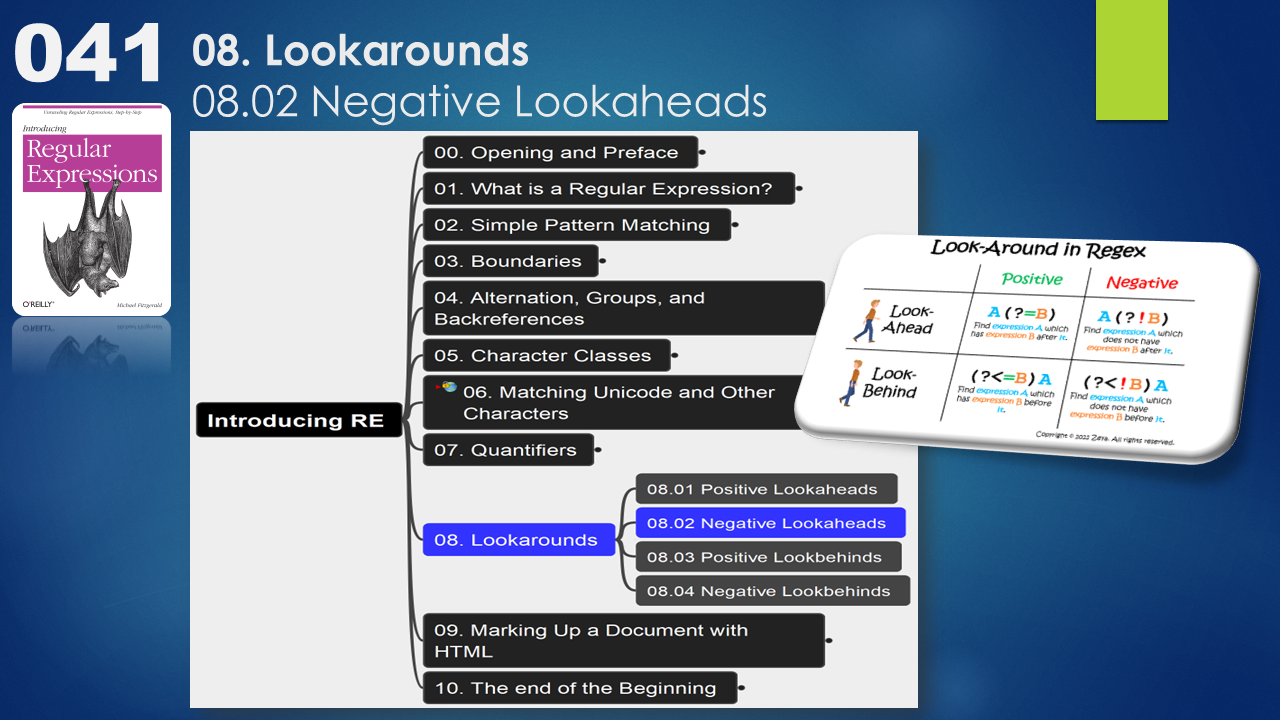 041
08. Lookarounds
08.02 Negative Lookaheads
Unraveling Regular Expressions, Step-by-Step
Introducing
Regular
Expressions
O'REILLY®
Michael Fitzgerald
Introducing RE
00. Opening and Preface
01. What is a Regular Expression?
02. Simple Pattern Matching
03. Boundaries
04. Alternation, Groups, and
Backreferences
05. Character Classes
06. Matching Unicode and Other
Characters
07. Quantifiers
08. Lookarounds
08.01 Positive Lookaheads
08.02 Negative Lookaheads
08.03 Positive Lookbehinds
08.04 Negative Lookbehinds
09. Marking Up a Document with
HTML
10. The end of the Beginning
Look-Around in Regex
Positive
Negative
Look-
Ahead
A (?=B)
Find expression A which
has expression B after it.
A (?!B)
Find expression A which
does not have
expression B after it.
Look-
Behind
(?<=B) A
Find expression A which
has expression B before
it.
(?<!B) A
Find expression A which
does not have
expression B before it.
Copyright © 2022 Zeya. All rights reserved.